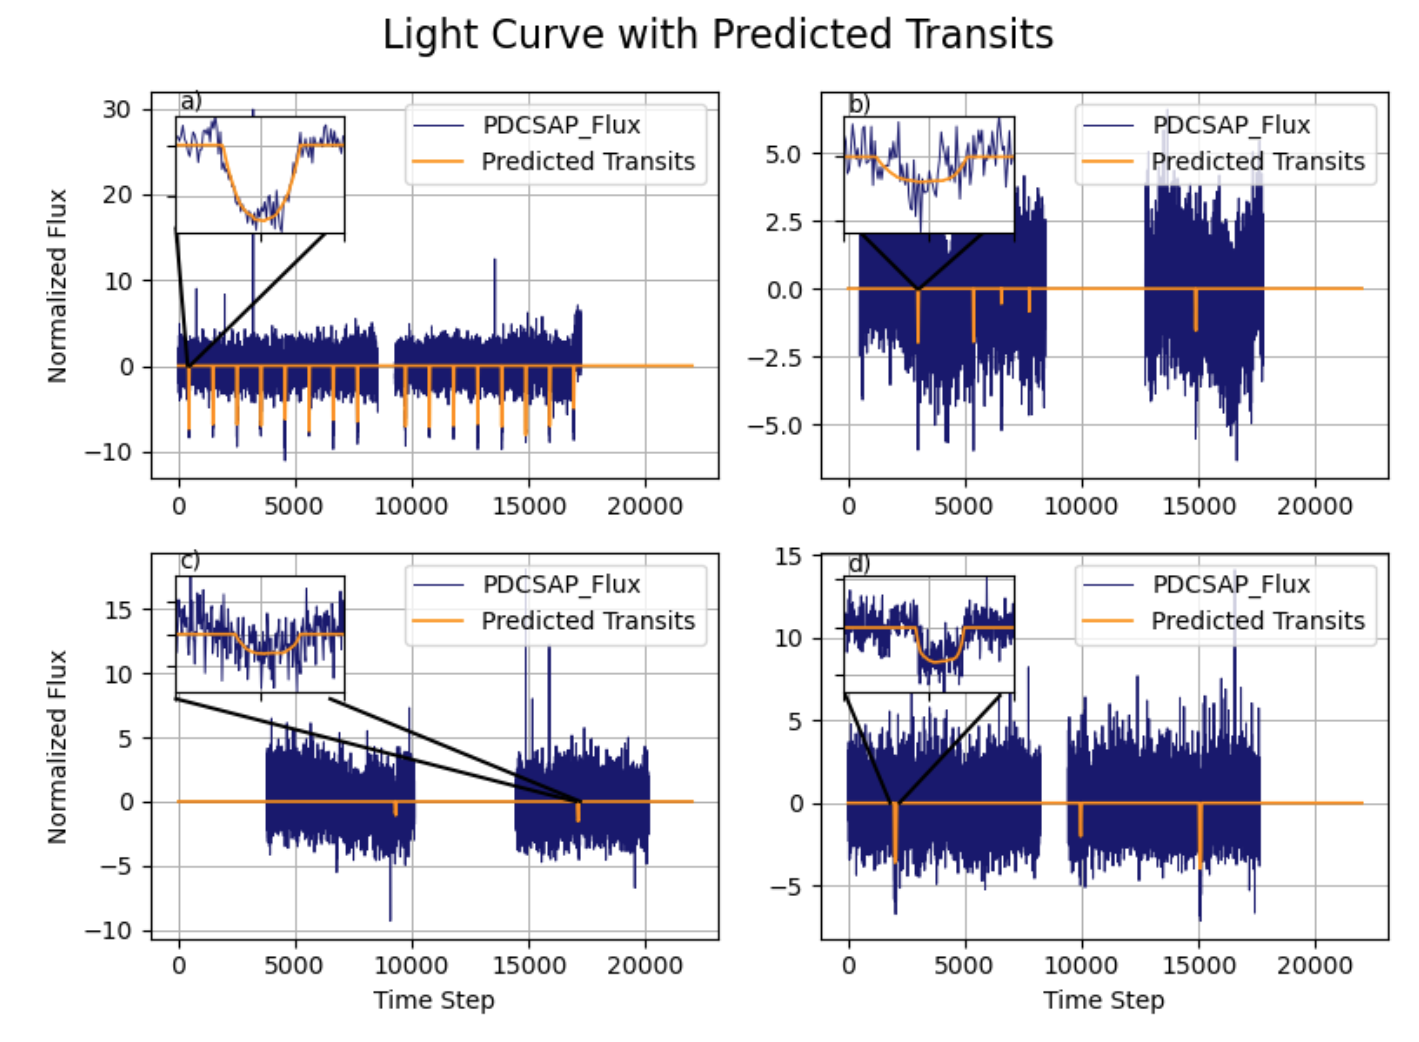 Light Curve with Predicted Transits
a)
PDCSAP_Flux
Predicted Transits
30
20
10
0
−10
Normalized Flux
0 5000 10000 15000 20000
b)
PDCSAP_Flux
Predicted Transits
5.0
2.5
0.0
−2.5
−5.0
0 5000 10000 15000 20000
c)
PDCSAP_Flux
Predicted Transits
15
10
5
0
−5
−10
Normalized Flux
0 5000 10000 15000 20000
Time Step
d)
PDCSAP_Flux
Predicted Transits
15
10
5
0
−5
0 5000 10000 15000 20000
Time Step